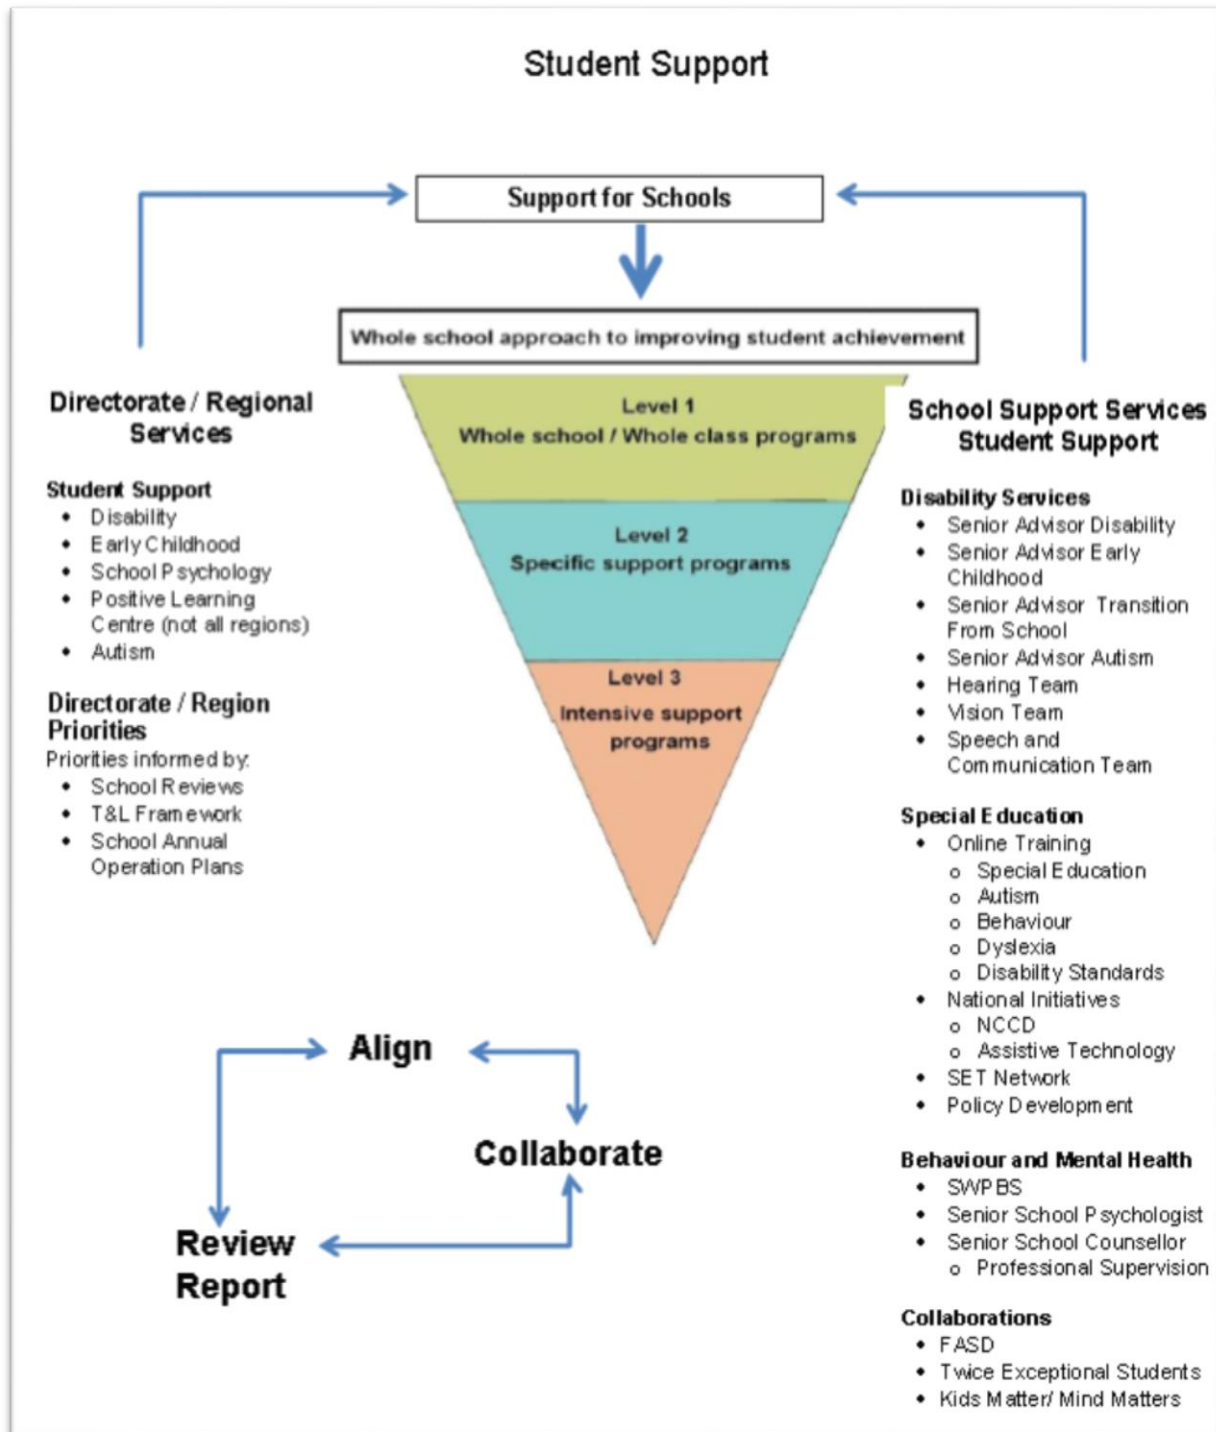 Student Support
Support for Schools
Whole school approach to improving student achievement
Directorate / Regional
Services
Student Support
• Disability
• Early Childhood
• School Psychology
• Positive Learning
Centre (not all regions)
• Autism
Directorate / Region
Priorities
Priorities informed by:
• School Reviews
• T&L Framework
• School Annual
Operation Plans
Level 1
Whole school / Whole class programs
Level 2
Specific support programs
Level 3
Intensive support
programs
School Support Services
Student Support
Disability Services
• Senior Advisor Disability
• Senior Advisor Early
Childhood
• Senior Advisor Transition
From School
• Senior Advisor Autism
• Hearing Team
• Vision Team
• Speech and
Communication Team
Special Education
• Online Training
o Special Education
o Autism
o Behaviour
o Dyslexia
o Disability Standards
• National Initiatives
o NCCD
o Assistive Technology
• SET Network
• Policy Development
Behaviour and Mental Health
• SWPBS
• Senior School Psychologist
• Senior School Counsellor
o Professional Supervision
Collaborations
• FASD
• Twice Exceptional Students
• Kids Matter/ Mind Matters
Align
Collaborate
Review
Report